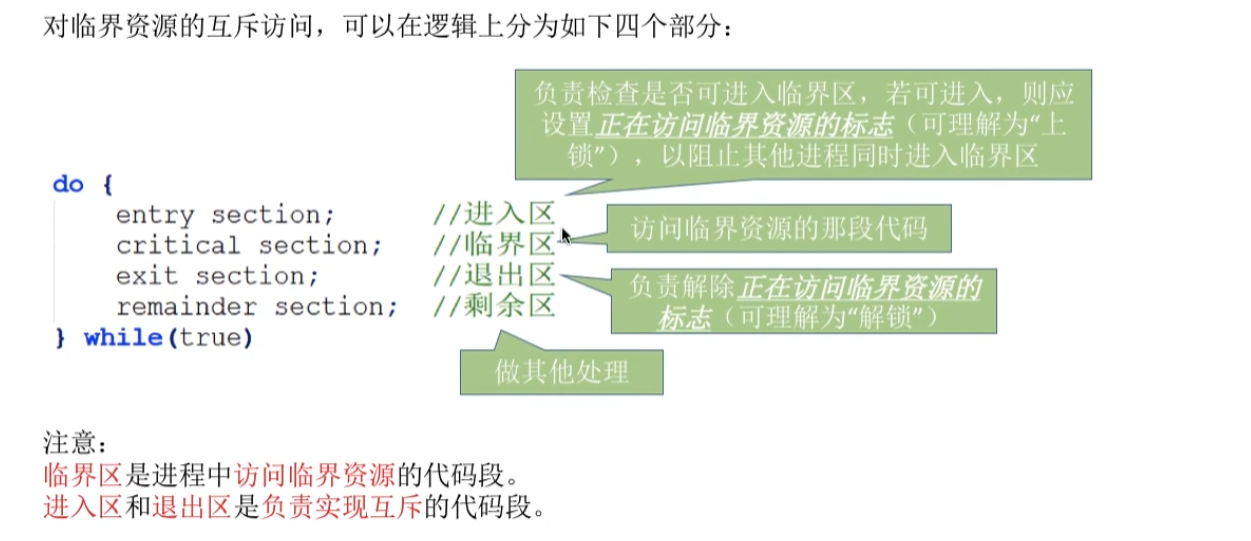 对临界资源的互斥访问，可以在逻辑上分为如下四个部分：
负责检查是否可进入临界区，若可进入，则应
设置正在访问临界资源的标志（可理解为“上
锁”），以阻止其他进程同时进入临界区
do {
entry section; //进入区
critical section; //临界区
访问临界资源的那段代码
exit section; //退出区
负责解除正在访问临界资源的
标志（可理解为“解锁”）
remainder section; //剩余区
} while(true)
做其他处理
注意：
临界区是进程中访问临界资源的代码段。
进入区和退出区是负责实现互斥的代码段。